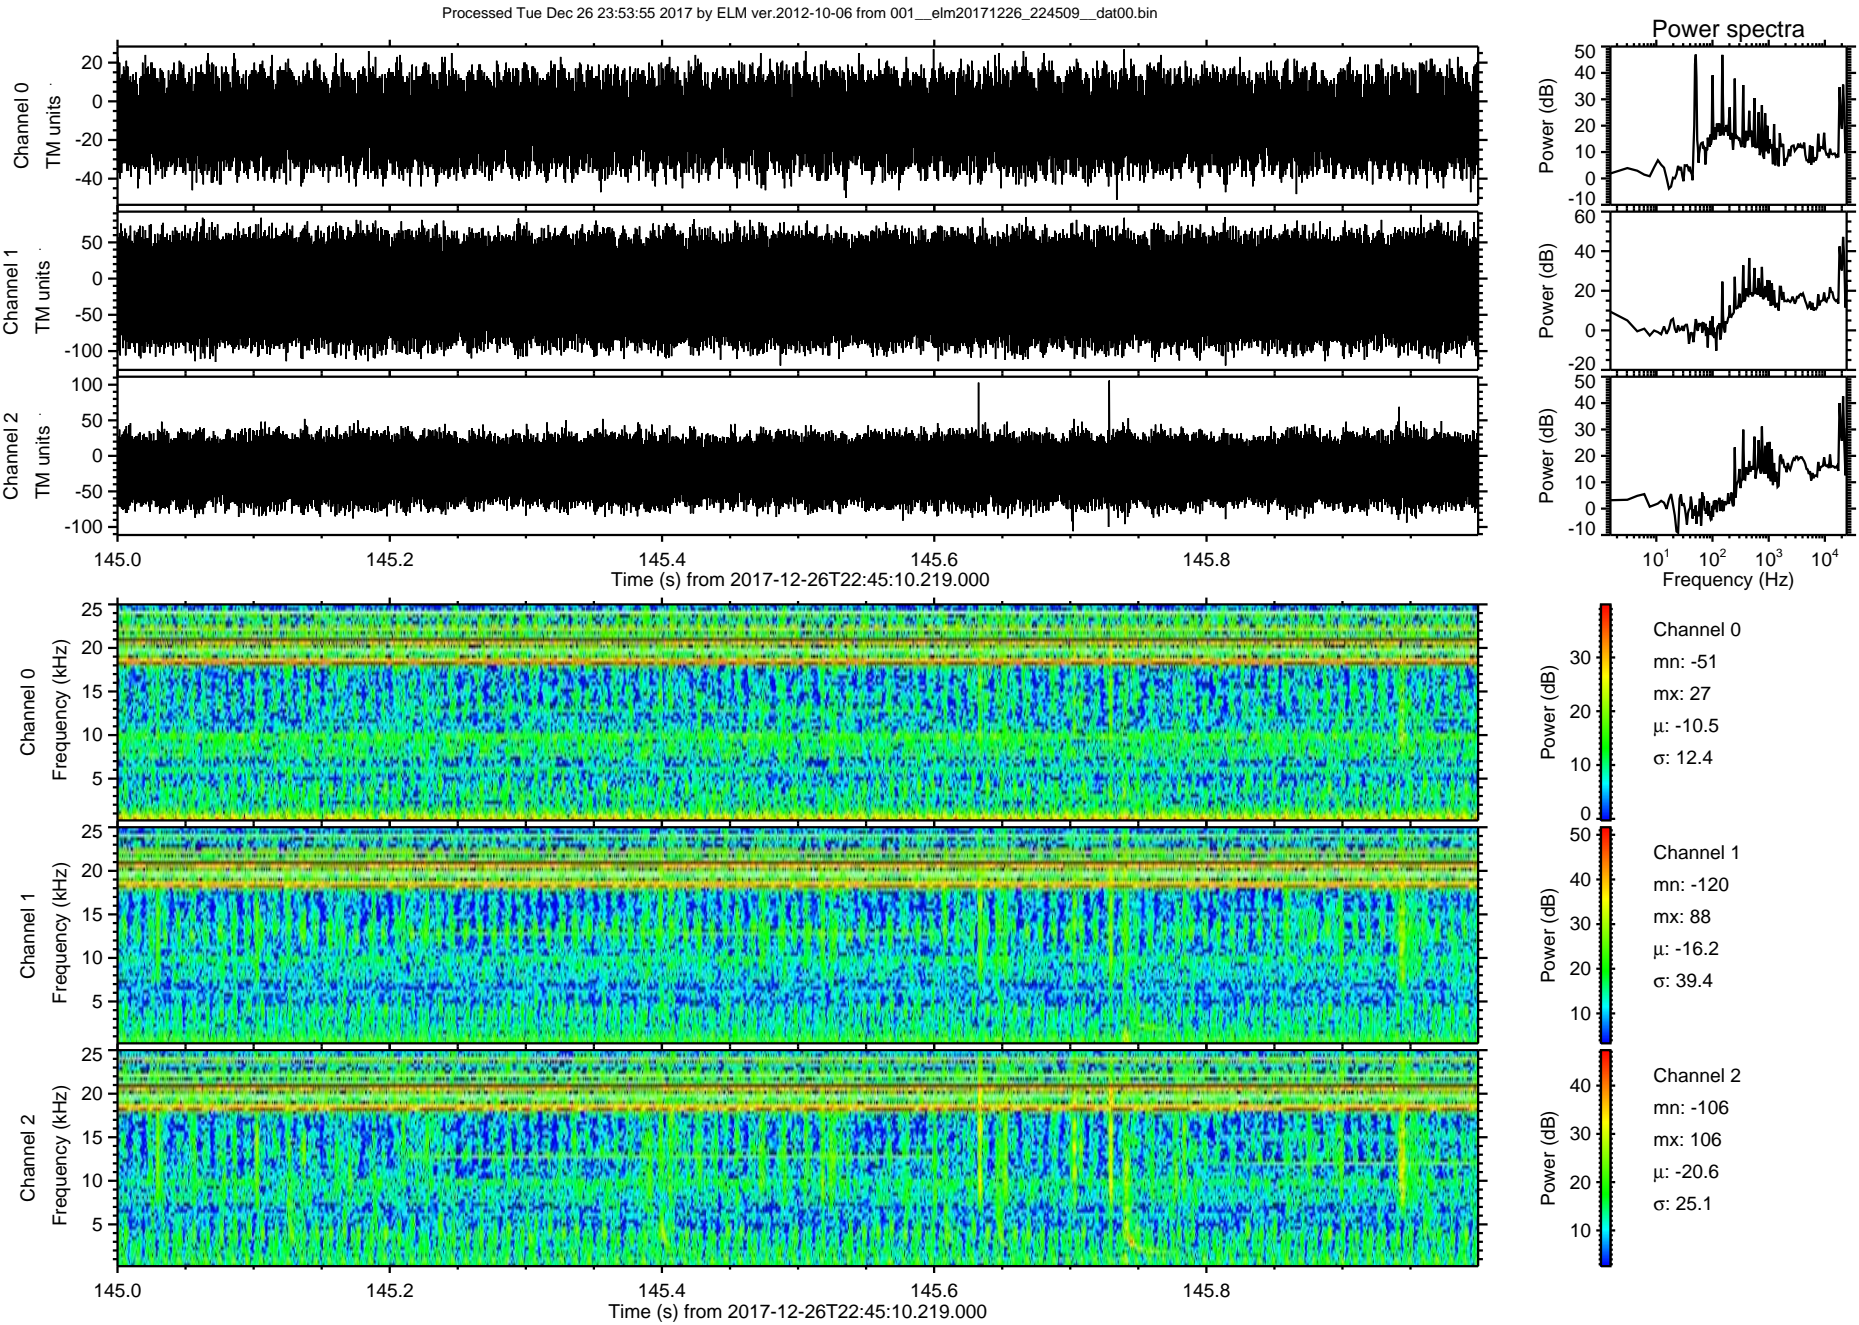 Processed Tue Dec 26 23:53:55 2017 by ELM ver.2012-10-06 from 001__elm20171226_224509__dat00.bin
Power spectra
Channel 0
TM units
20
0
-20
-40
Power (dB)
50
40
30
20
10
0
-10
Channel 1
TM units
50
0
-50
-100
Power (dB)
60
40
20
0
-20
Channel 2
TM units
100
50
0
-50
-100
Power (dB)
50
40
30
20
10
0
-10
145.0 145.2 145.4 145.6 145.8
Time (s) from 2017-12-26T22:45:10.219.000
10^1 10^2 10^3 10^4
Frequency (Hz)
Channel 0
Frequency (kHz)
25
20
15
10
5
Power (dB)
30
20
10
0
Channel 0
mn: -51
mx: 27
μ: -10.5
σ: 12.4
Channel 1
Frequency (kHz)
25
20
15
10
5
Power (dB)
50
40
30
20
10
Channel 1
mn: -120
mx: 88
μ: -16.2
σ: 39.4
Channel 2
Frequency (kHz)
25
20
15
10
5
Power (dB)
40
30
20
10
Channel 2
mn: -106
mx: 106
μ: -20.6
σ: 25.1
145.0 145.2 145.4 145.6 145.8
Time (s) from 2017-12-26T22:45:10.219.000